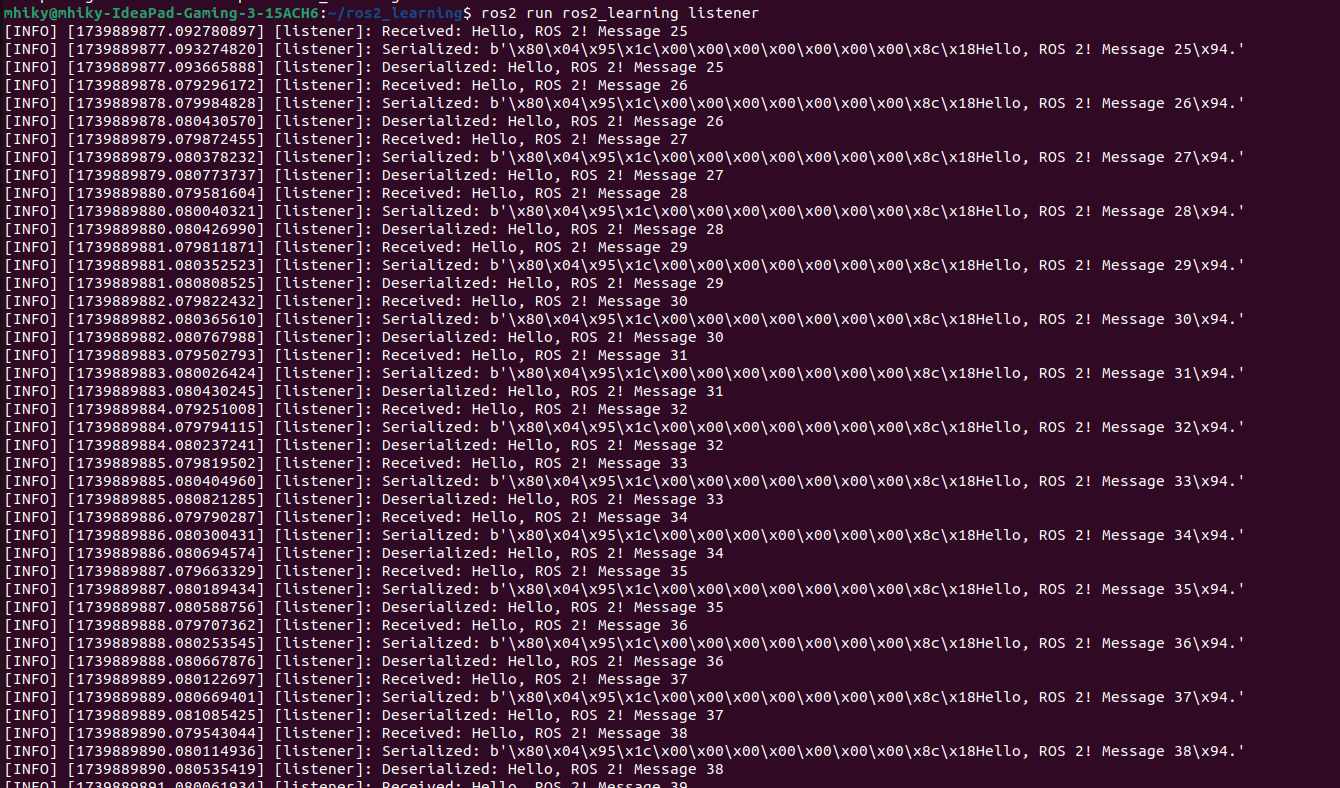 mhiky@mhiky-IdeaPad-Gaming-3-15ACH6:~/ros2_learning$ ros2 run ros2_learning listener
[INFO] [1739889877.092780897] [listener]: Received: Hello, ROS 2! Message 25
[INFO] [1739889877.093274820] [listener]: Serialized: b'\x80\x04\x95\x1c\x00\x00\x00\x00\x00\x00\x00\x8c\x18Hello, ROS 2! Message 25\x94.'
[INFO] [1739889877.093665888] [listener]: Deserialized: Hello, ROS 2! Message 25
[INFO] [1739889878.079296172] [listener]: Received: Hello, ROS 2! Message 26
[INFO] [1739889878.079984828] [listener]: Serialized: b'\x80\x04\x95\x1c\x00\x00\x00\x00\x00\x00\x00\x8c\x18Hello, ROS 2! Message 26\x94.'
[INFO] [1739889878.080430570] [listener]: Deserialized: Hello, ROS 2! Message 26
[INFO] [1739889879.079872455] [listener]: Received: Hello, ROS 2! Message 27
[INFO] [1739889879.080378232] [listener]: Serialized: b'\x80\x04\x95\x1c\x00\x00\x00\x00\x00\x00\x00\x8c\x18Hello, ROS 2! Message 27\x94.'
[INFO] [1739889879.080773737] [listener]: Deserialized: Hello, ROS 2! Message 27
[INFO] [1739889880.079581604] [listener]: Received: Hello, ROS 2! Message 28
[INFO] [1739889880.080040321] [listener]: Serialized: b'\x80\x04\x95\x1c\x00\x00\x00\x00\x00\x00\x00\x8c\x18Hello, ROS 2! Message 28\x94.'
[INFO] [1739889880.080426990] [listener]: Deserialized: Hello, ROS 2! Message 28
[INFO] [1739889881.079811871] [listener]: Received: Hello, ROS 2! Message 29
[INFO] [1739889881.080352523] [listener]: Serialized: b'\x80\x04\x95\x1c\x00\x00\x00\x00\x00\x00\x00\x8c\x18Hello, ROS 2! Message 29\x94.'
[INFO] [1739889881.080808525] [listener]: Deserialized: Hello, ROS 2! Message 29
[INFO] [1739889882.079822432] [listener]: Received: Hello, ROS 2! Message 30
[INFO] [1739889882.080365610] [listener]: Serialized: b'\x80\x04\x95\x1c\x00\x00\x00\x00\x00\x00\x00\x8c\x18Hello, ROS 2! Message 30\x94.'
[INFO] [1739889882.080767988] [listener]: Deserialized: Hello, ROS 2! Message 30
[INFO] [1739889883.079502793] [listener]: Received: Hello, ROS 2! Message 31
[INFO] [1739889883.080026424] [listener]: Serialized: b'\x80\x04\x95\x1c\x00\x00\x00\x00\x00\x00\x00\x8c\x18Hello, ROS 2! Message 31\x94.'
[INFO] [1739889883.080430245] [listener]: Deserialized: Hello, ROS 2! Message 31
[INFO] [1739889884.079251008] [listener]: Received: Hello, ROS 2! Message 32
[INFO] [1739889884.079794115] [listener]: Serialized: b'\x80\x04\x95\x1c\x00\x00\x00\x00\x00\x00\x00\x8c\x18Hello, ROS 2! Message 32\x94.'
[INFO] [1739889884.080237241] [listener]: Deserialized: Hello, ROS 2! Message 32
[INFO] [1739889885.079819502] [listener]: Received: Hello, ROS 2! Message 33
[INFO] [1739889885.080404960] [listener]: Serialized: b'\x80\x04\x95\x1c\x00\x00\x00\x00\x00\x00\x00\x8c\x18Hello, ROS 2! Message 33\x94.'
[INFO] [1739889885.080821285] [listener]: Deserialized: Hello, ROS 2! Message 33
[INFO] [1739889886.079790287] [listener]: Received: Hello, ROS 2! Message 34
[INFO] [1739889886.080300431] [listener]: Serialized: b'\x80\x04\x95\x1c\x00\x00\x00\x00\x00\x00\x00\x8c\x18Hello, ROS 2! Message 34\x94.'
[INFO] [1739889886.080694574] [listener]: Deserialized: Hello, ROS 2! Message 34
[INFO] [1739889887.079663329] [listener]: Received: Hello, ROS 2! Message 35
[INFO] [1739889887.080189434] [listener]: Serialized: b'\x80\x04\x95\x1c\x00\x00\x00\x00\x00\x00\x00\x8c\x18Hello, ROS 2! Message 35\x94.'
[INFO] [1739889887.080588756] [listener]: Deserialized: Hello, ROS 2! Message 35
[INFO] [1739889888.079707362] [listener]: Received: Hello, ROS 2! Message 36
[INFO] [1739889888.080253545] [listener]: Serialized: b'\x80\x04\x95\x1c\x00\x00\x00\x00\x00\x00\x00\x8c\x18Hello, ROS 2! Message 36\x94.'
[INFO] [1739889888.080667876] [listener]: Deserialized: Hello, ROS 2! Message 36
[INFO] [1739889889.080122697] [listener]: Received: Hello, ROS 2! Message 37
[INFO] [1739889889.080669401] [listener]: Serialized: b'\x80\x04\x95\x1c\x00\x00\x00\x00\x00\x00\x00\x8c\x18Hello, ROS 2! Message 37\x94.'
[INFO] [1739889889.081085425] [listener]: Deserialized: Hello, ROS 2! Message 37
[INFO] [1739889890.079543044] [listener]: Received: Hello, ROS 2! Message 38
[INFO] [1739889890.080114936] [listener]: Serialized: b'\x80\x04\x95\x1c\x00\x00\x00\x00\x00\x00\x00\x8c\x18Hello, ROS 2! Message 38\x94.'
[INFO] [1739889890.080535419] [listener]: Deserialized: Hello, ROS 2! Message 38
[INFO] [1739889891.080061934] [listener]: Received: Hello, ROS 2! Message 39